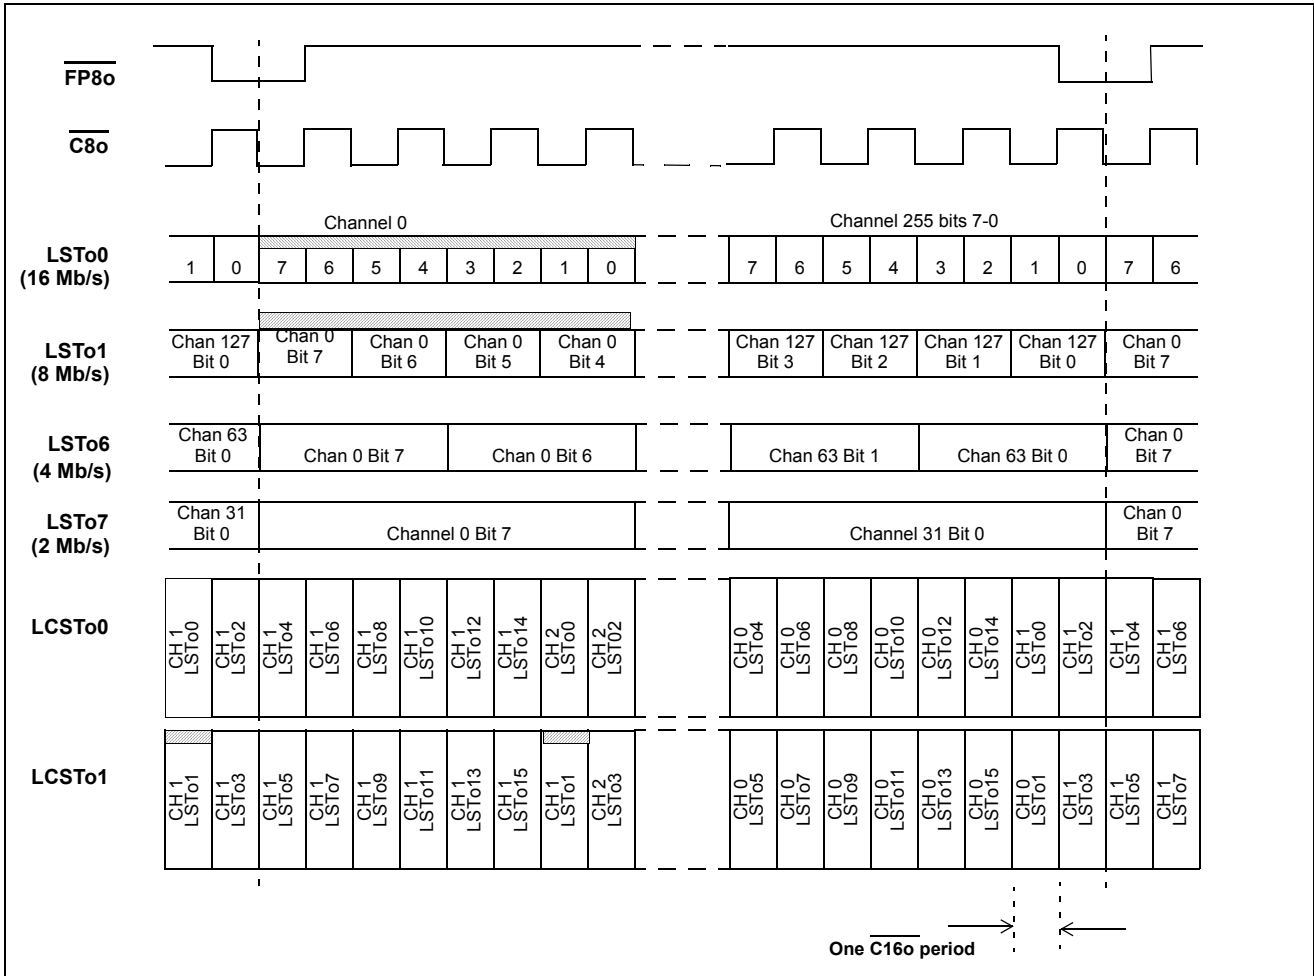 FP8o
C8o
Channel 0
Channel 255 bits 7-0
LSTo0
(16 Mb/s)
1 0 7 6 5 4 3 2 1 0 7 6 5 4 3 2 1 0 7 6
LSTo1
(8 Mb/s)
Chan 127 Bit 0
Chan 0 Bit 7
Chan 0 Bit 6
Chan 0 Bit 5
Chan 0 Bit 4
Chan 127 Bit 3
Chan 127 Bit 2
Chan 127 Bit 1
Chan 127 Bit 0
Chan 0 Bit 7
LSTo6
(4 Mb/s)
Chan 63 Bit 0
Chan 0 Bit 7
Chan 0 Bit 6
Chan 63 Bit 1
Chan 63 Bit 0
Chan 0 Bit 7
LSTo7
(2 Mb/s)
Chan 31 Bit 0
Channel 0 Bit 7
Channel 31 Bit 0
Chan 0 Bit 7
LCSTo0
CH 1 LSTo0
CH 1 LSTo2
CH 1 LSTo4
CH 1 LSTo6
CH 1 LSTo8
CH 1 LSTo10
CH 1 LSTo12
CH 1 LSTo14
CH 2 LSTo0
CH 2 LST02
CH 0 LSTo4
CH 0 LSTo6
CH 0 LSTo8
CH 0 LSTo10
CH 0 LSTo12
CH 0 LSTo14
CH 1 LSTo0
CH 1 LSTo2
CH 1 LSTo4
CH 1 LSTo6
LCSTo1
CH 1 LSTo1
CH 1 LSTo3
CH 1 LSTo5
CH 1 LSTo7
CH 1 LSTo9
CH 1 LSTo11
CH 1 LSTo13
CH 1 LSTo15
CH 1 LSTo1
CH 2 LSTo3
CH 0 LSTo5
CH 0 LSTo7
CH 0 LSTo9
CH 0 LSTo11
CH 0 LSTo13
CH 0 LSTo15
CH 0 LSTo1
CH 1 LSTo3
CH 1 LSTo5
CH 1 LSTo7
One C16o period